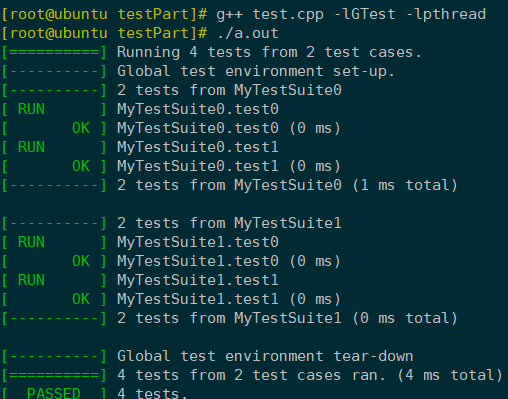 [root@ubuntu testPart]# g++ test.cpp -lGTest -lpthread
[root@ubuntu testPart]# ./a.out
[==========] Running 4 tests from 2 test cases.
[----------] Global test environment set-up.
[----------] 2 tests from MyTestSuite0
[ RUN      ] MyTestSuite0.test0
[       OK ] MyTestSuite0.test0 (0 ms)
[ RUN      ] MyTestSuite0.test1
[       OK ] MyTestSuite0.test1 (0 ms)
[----------] 2 tests from MyTestSuite0 (1 ms total)

[----------] 2 tests from MyTestSuite1
[ RUN      ] MyTestSuite1.test0
[       OK ] MyTestSuite1.test0 (0 ms)
[ RUN      ] MyTestSuite1.test1
[       OK ] MyTestSuite1.test1 (0 ms)
[----------] 2 tests from MyTestSuite1 (0 ms total)

[----------] Global test environment tear-down
[==========] 4 tests from 2 test cases ran. (4 ms total)
[  PASSED  ] 4 tests.